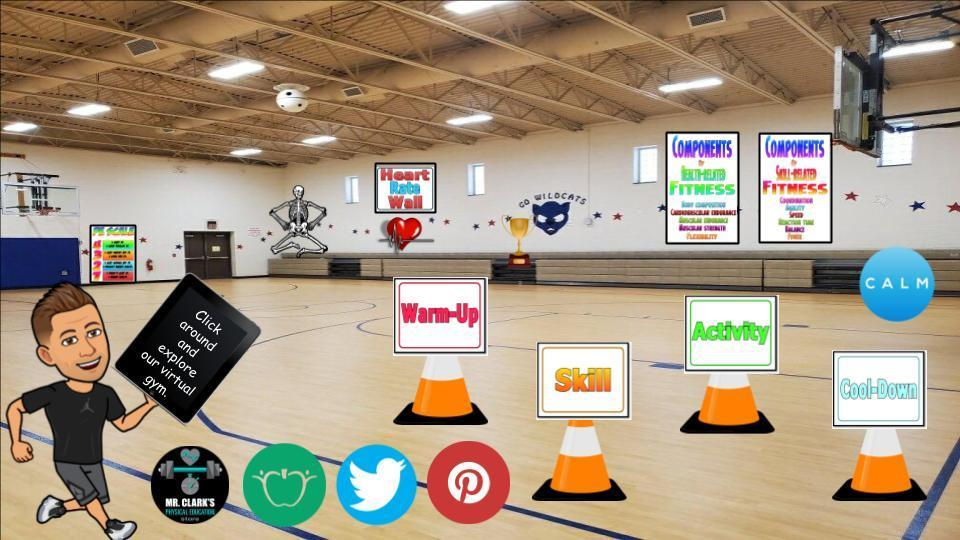 GO WILDCATS
Heart
Rate
Wall
COMPONENTS
of
HEALTH-RELATED
FITNESS
BODY COMPOSITION
CARDIOVASCULAR ENDURANCE
MUSCULAR ENDURANCE
MUSCULAR STRENGTH
FLEXIBILITY
COMPONENTS
of
SKILL-RELATED
FITNESS
COORDINATION
AGILITY
SPEED
REACTION TIME
BALANCE
POWER
CALM
Click
around
and
explore
our virtual
gym.
Warm-Up
Skill
Activity
Cool-Down
MR. CLARK'S
PHYSICAL EDUCATION
store